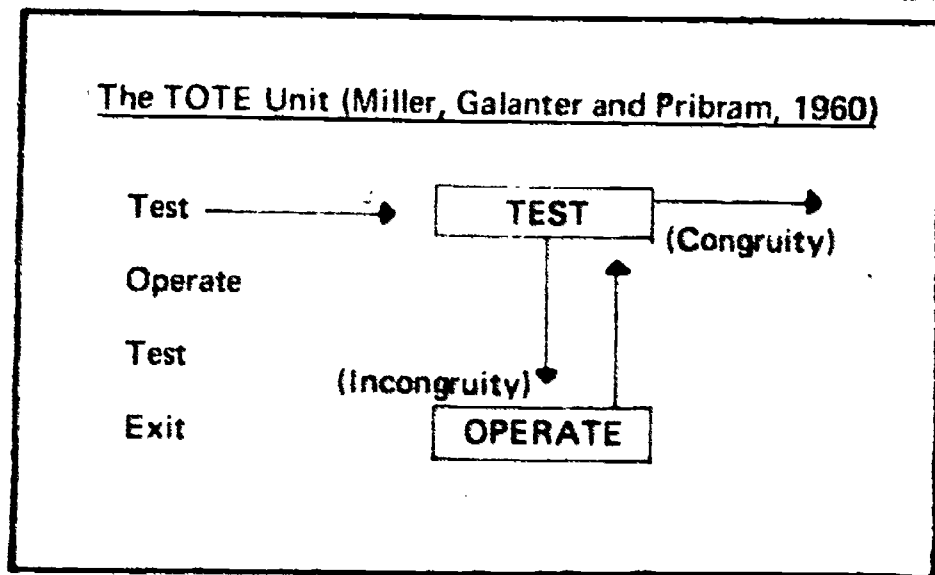 The TOTE Unit (Miller, Galanter and Pribram, 1960)
Test
TEST
(Congruity)
Operate
Test
(Incongruity)
Exit
OPERATE